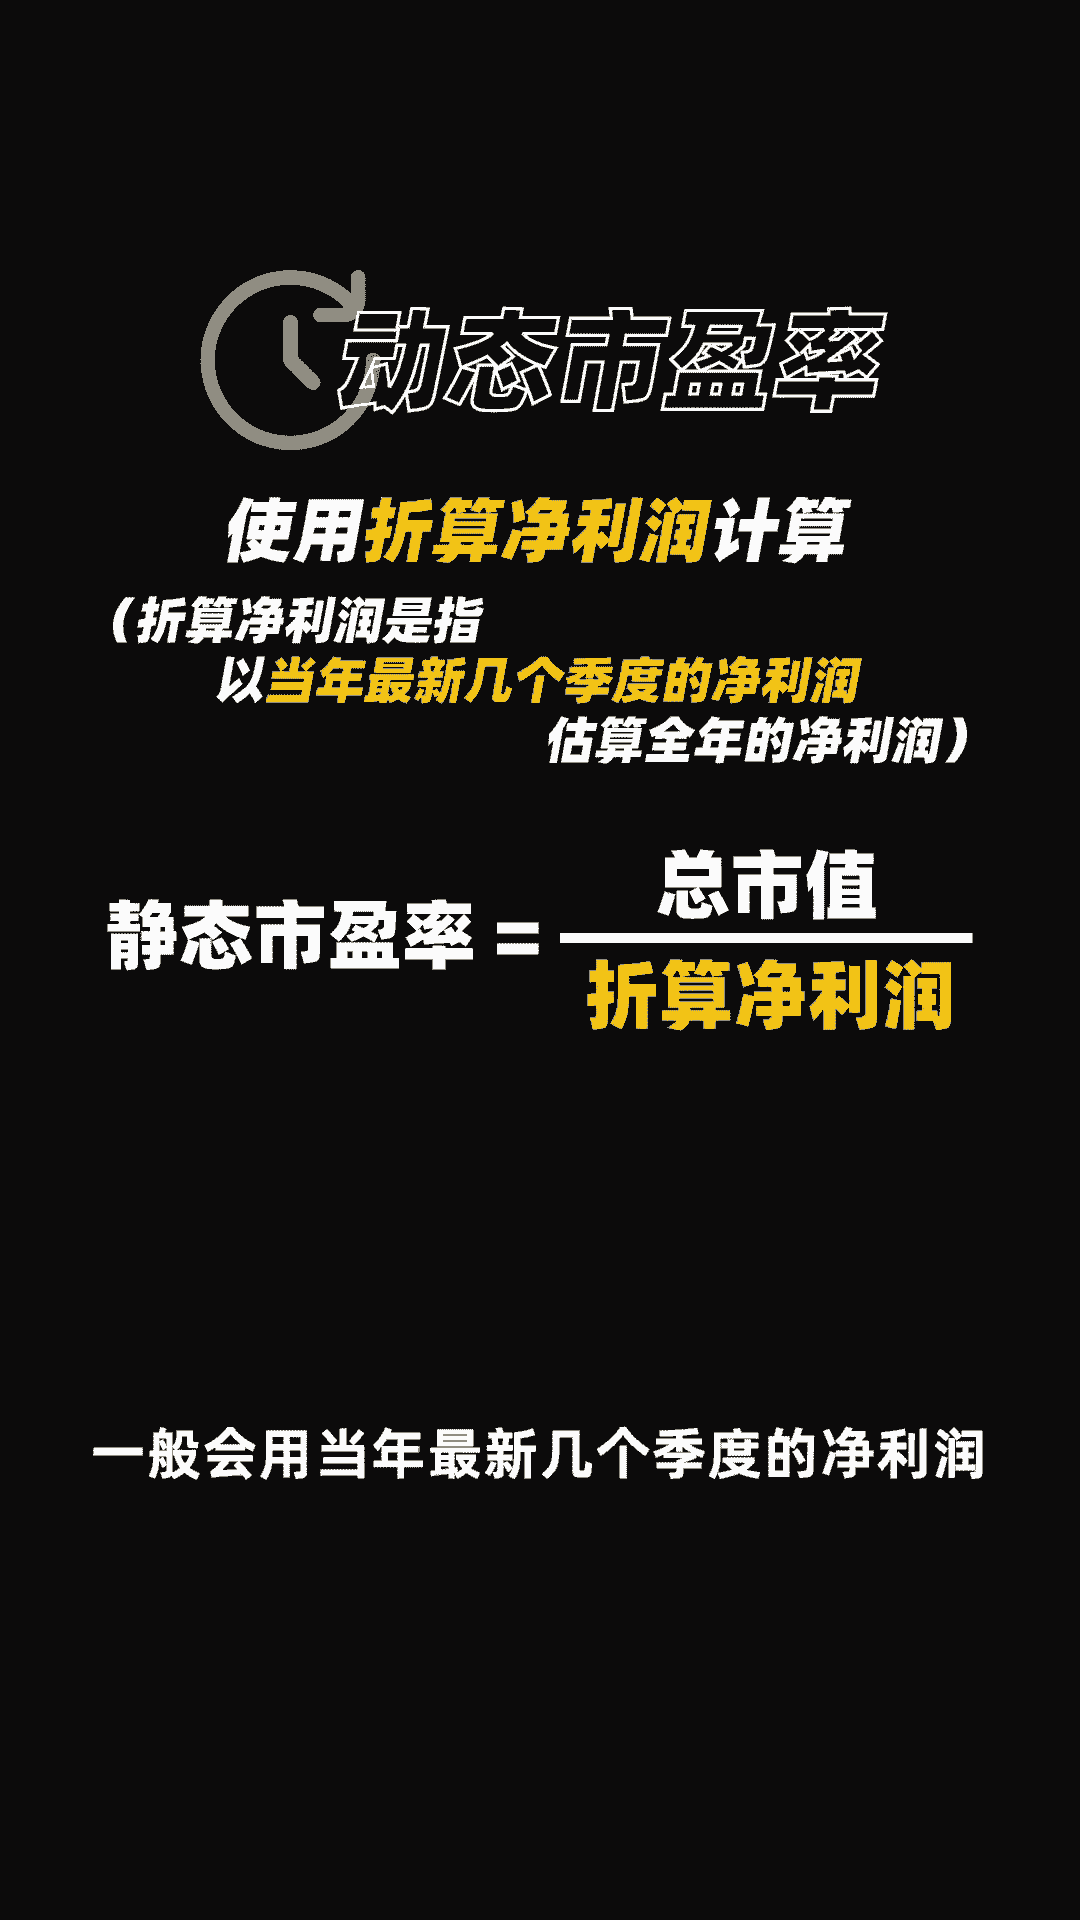 动态市盈率
使用折算净利润计算
（折算净利润是指
以当年最新几个季度的净利润
估算全年的净利润）
总市值
静态市盈率 =
折算净利润
一般会用当年最新几个季度的净利润